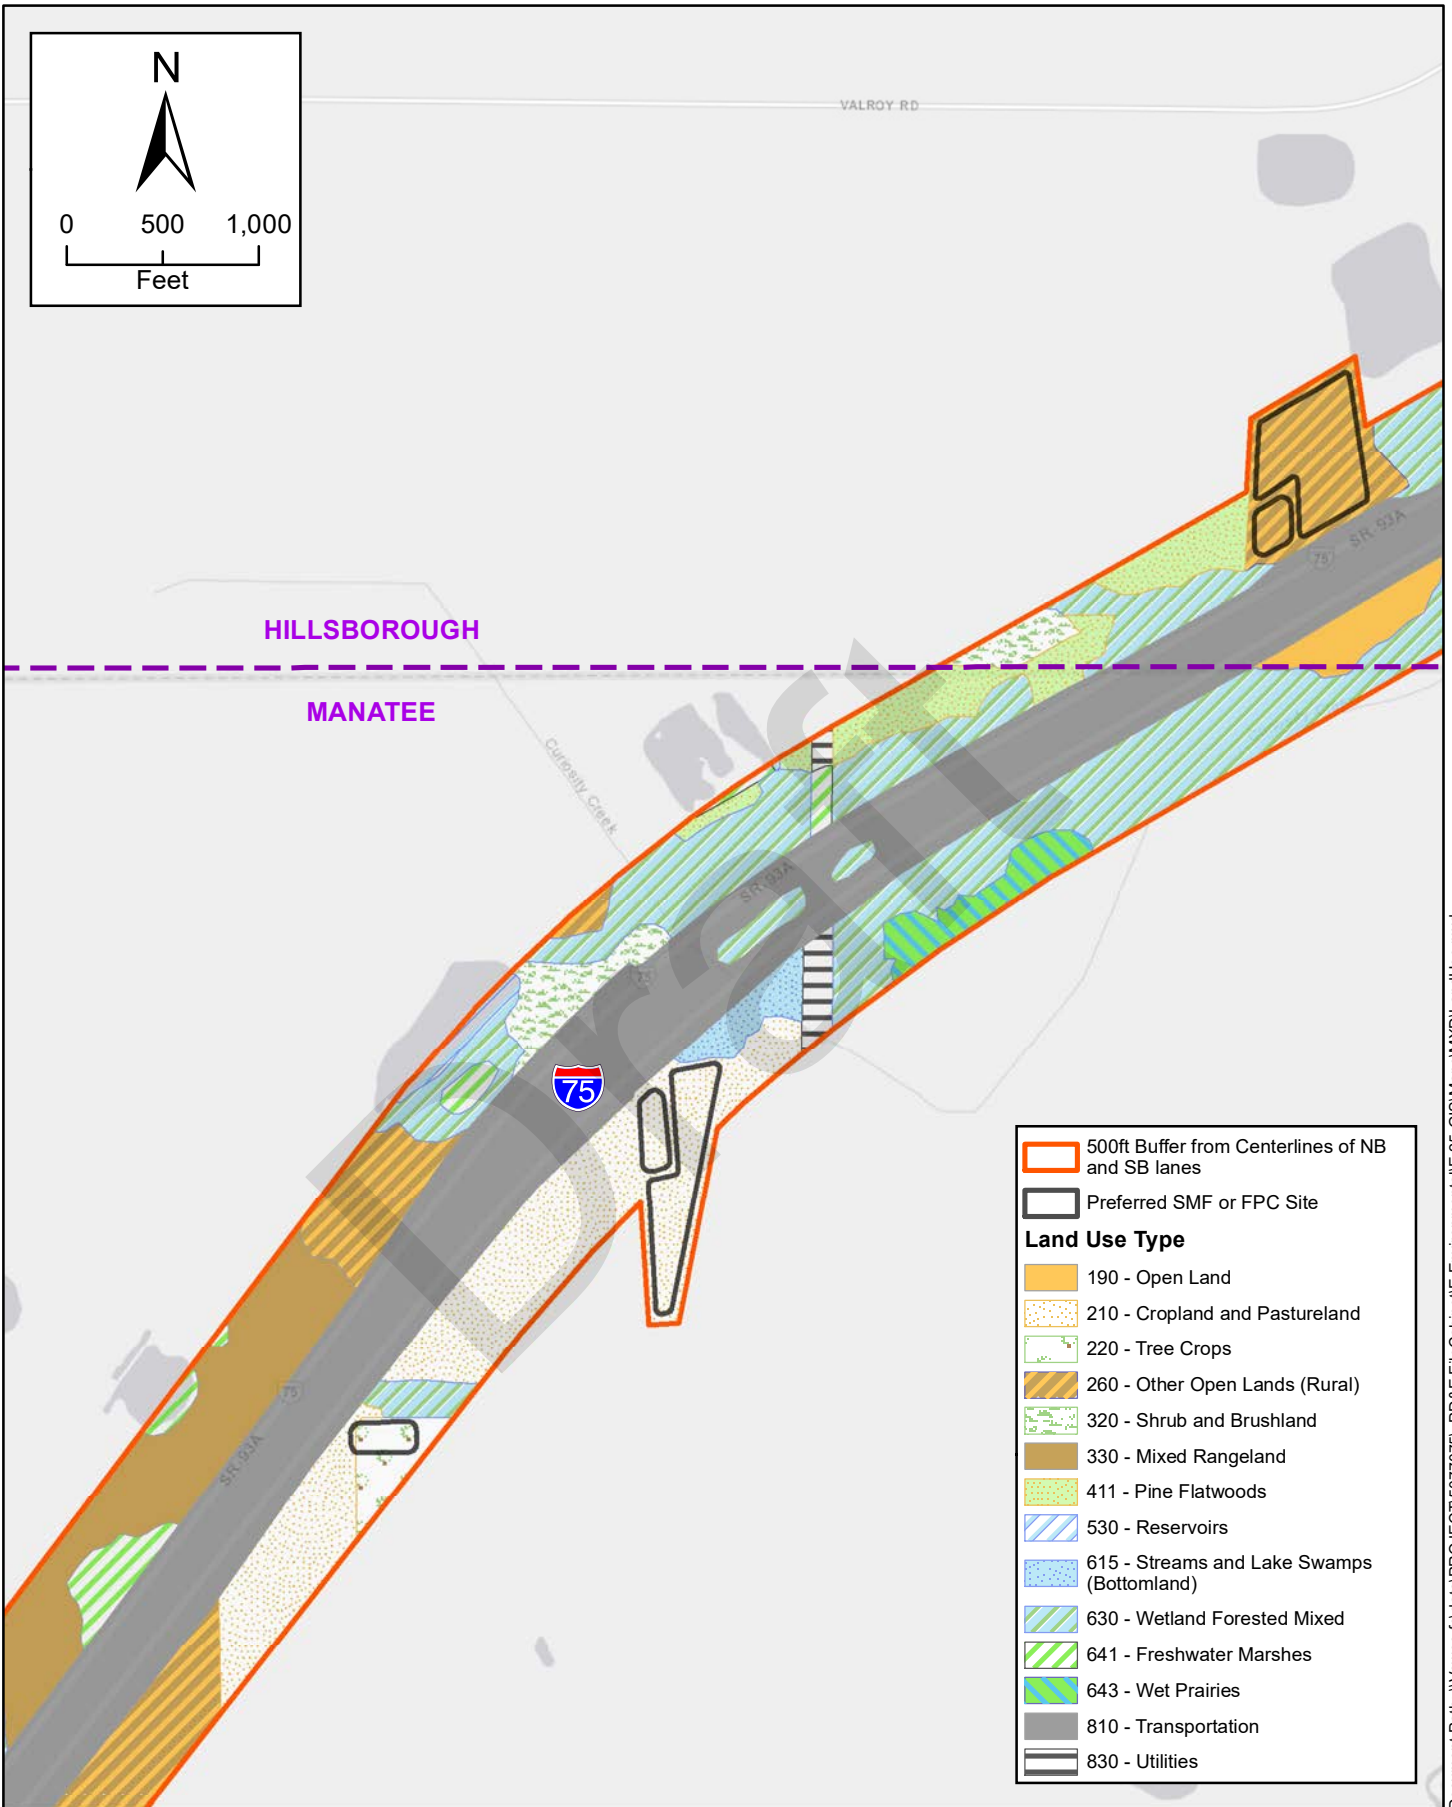 N
0 500 1,000
Feet
VALROY RD
SR 93A
75
HILLSBOROUGH
MANATEE
Curiosity Creek
SR-93A
75
75
75
SR-93A
Draft
500ft Buffer from Centerlines of NB
and SB lanes
Preferred SMF or FPC Site
Land Use Type
190 - Open Land
210 - Cropland and Pastureland
220 - Tree Crops
260 - Other Open Lands (Rural)
320 - Shrub and Brushland
330 - Mixed Rangeland
411 - Pine Flatwoods
530 - Reservoirs
615 - Streams and Lake Swamps
(Bottomland)
630 - Wetland Forested Mixed
641 - Freshwater Marshes
643 - Wet Prairies
810 - Transportation
830 - Utilities